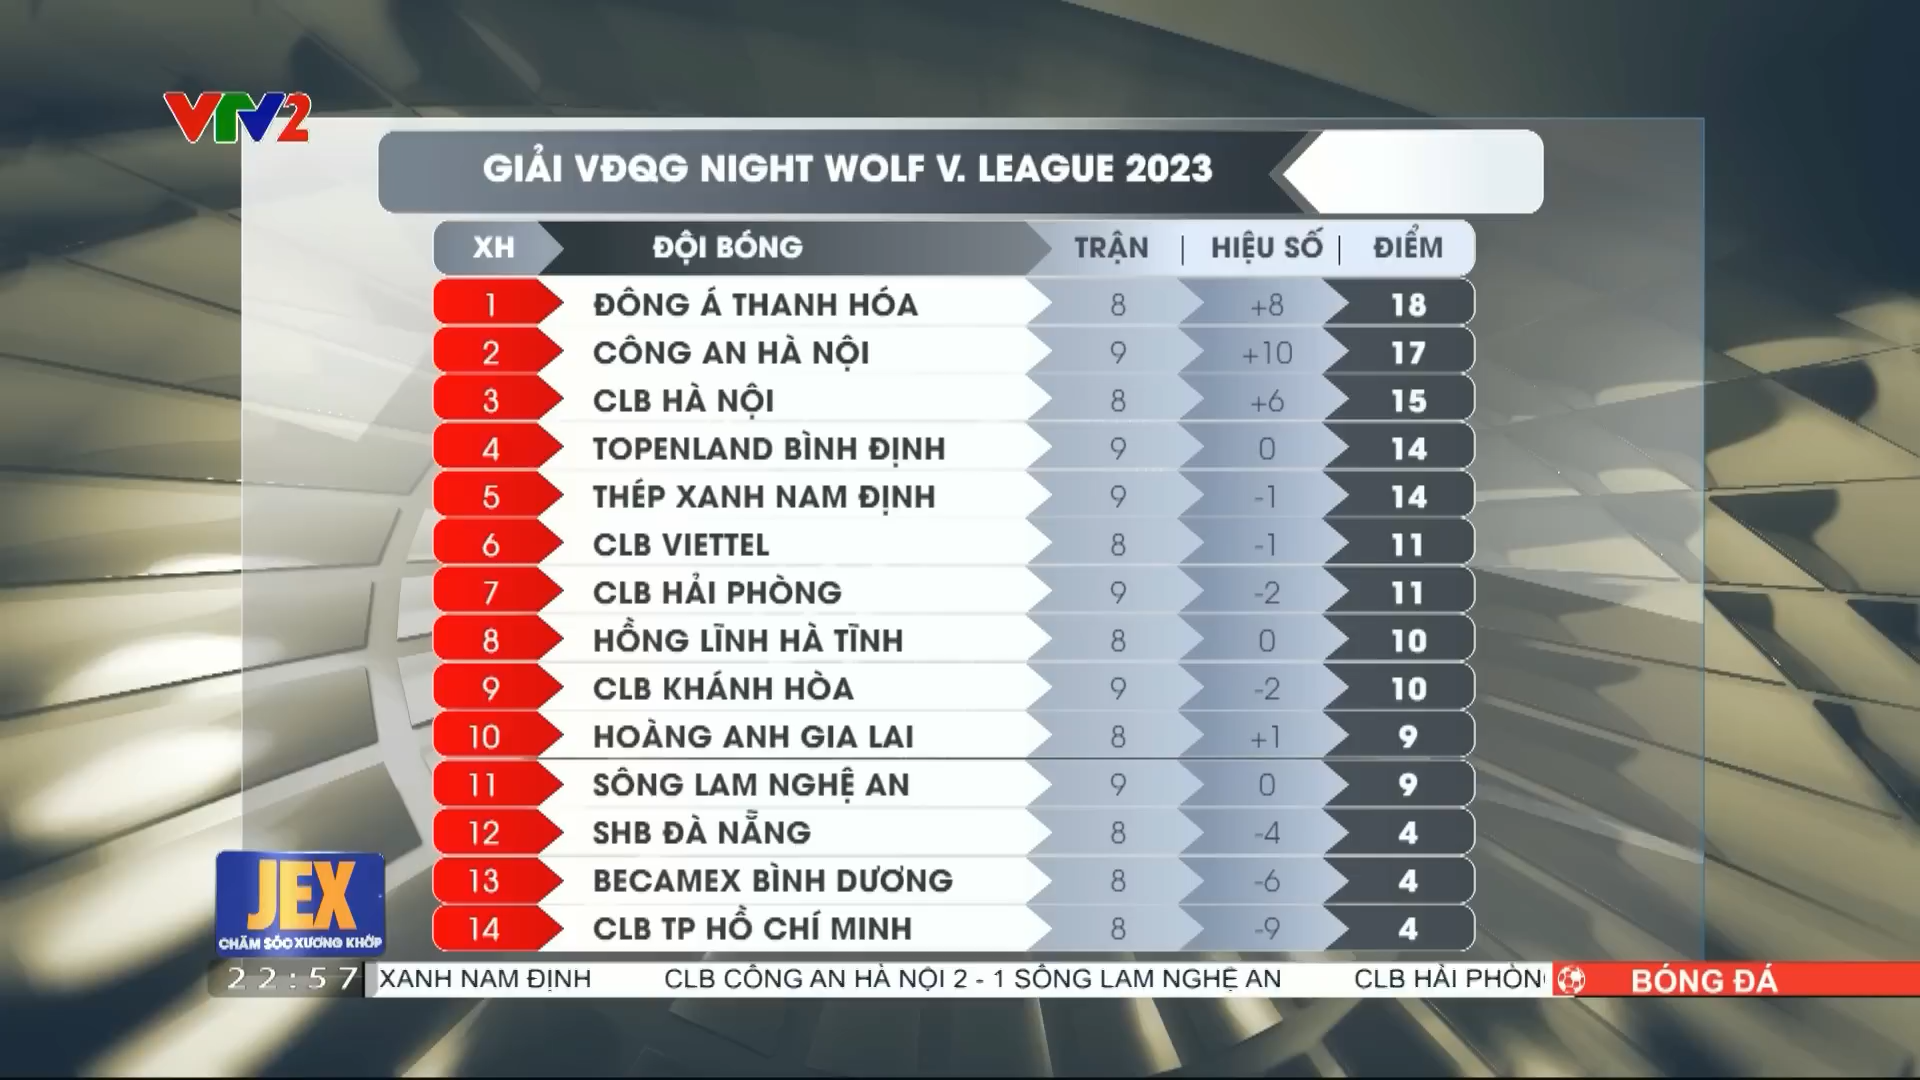 VTV2
GIẢI VĐQG NIGHT WOLF V. LEAGUE 2023
XH ĐỘI BÓNG TRẬN HIỆU SỐ ĐIỂM
1 ĐÔNG Á THANH HÓA 8 +8 18
2 CÔNG AN HÀ NỘI 9 +10 17
3 CLB HÀ NỘI 8 +6 15
4 TOPENLAND BÌNH ĐỊNH 9 0 14
5 THÉP XANH NAM ĐỊNH 9 -1 14
6 CLB VIETTEL 8 -1 11
7 CLB HẢI PHÒNG 9 -2 11
8 HỒNG LĨNH HÀ TĨNH 8 0 10
9 CLB KHÁNH HÒA 9 -2 10
10 HOÀNG ANH GIA LAI 8 +1 9
11 SÔNG LAM NGHỆ AN 9 0 9
12 SHB ĐÀ NẴNG 8 -4 4
13 BECAMEX BÌNH DƯƠNG 8 -6 4
14 CLB TP HỒ CHÍ MINH 8 -9 4
JEX
CHĂM SÓC XƯƠNG KHỚP
22:57 XANH NAM ĐỊNH CLB CÔNG AN HÀ NỘI 2 - 1 SÔNG LAM NGHỆ AN CLB HẢI PHÒN BÓNG ĐÁ